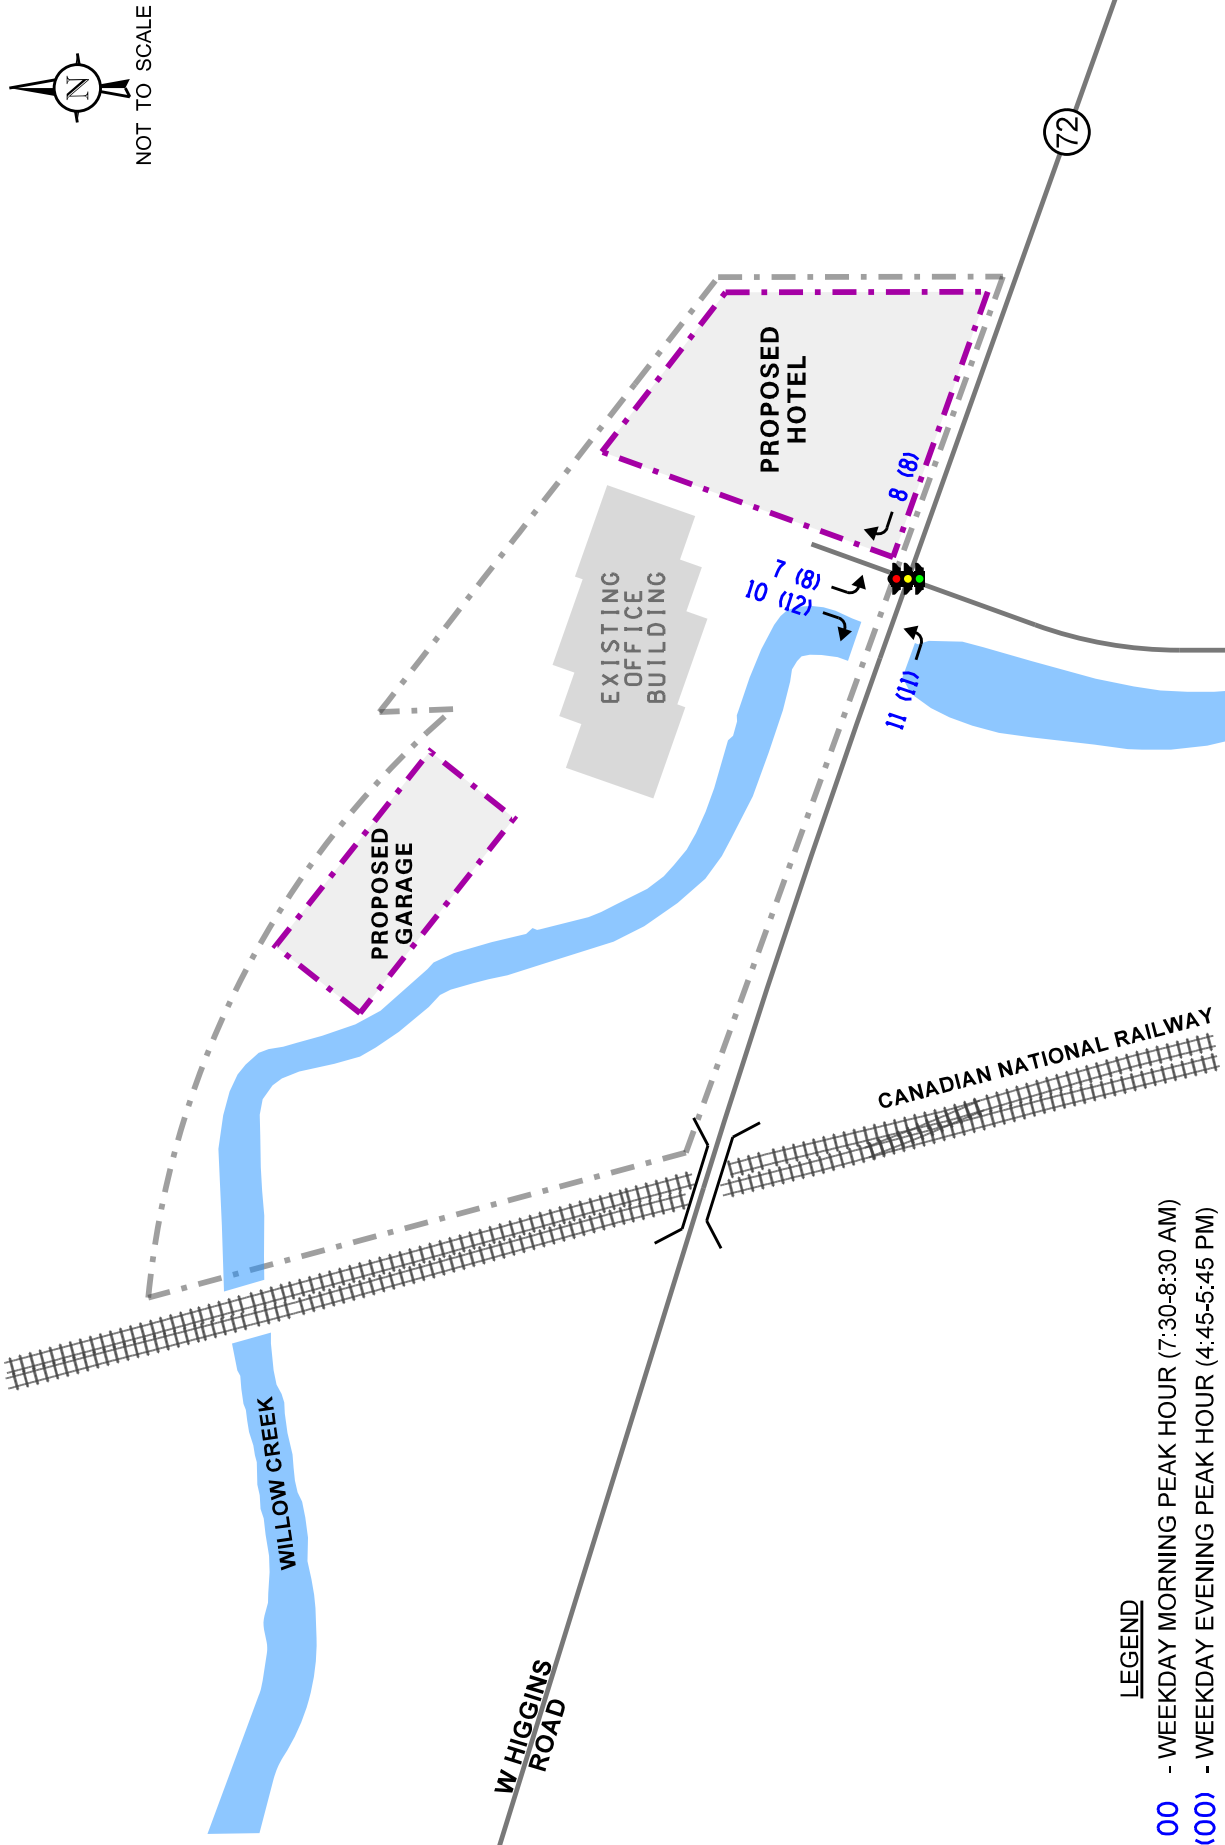 N
NOT TO SCALE
72
PROPOSED
HOTEL
8 (8)
7 (8)
10 (12)
11 (11)
EXISTING
OFFICE
BUILDING
PROPOSED
GARAGE
CANADIAN NATIONAL RAILWAY
WILLOW CREEK
W HIGGINS
ROAD
LEGEND
00 - WEEKDAY MORNING PEAK HOUR (7:30-8:30 AM)
(00) - WEEKDAY EVENING PEAK HOUR (4:45-5:45 PM)